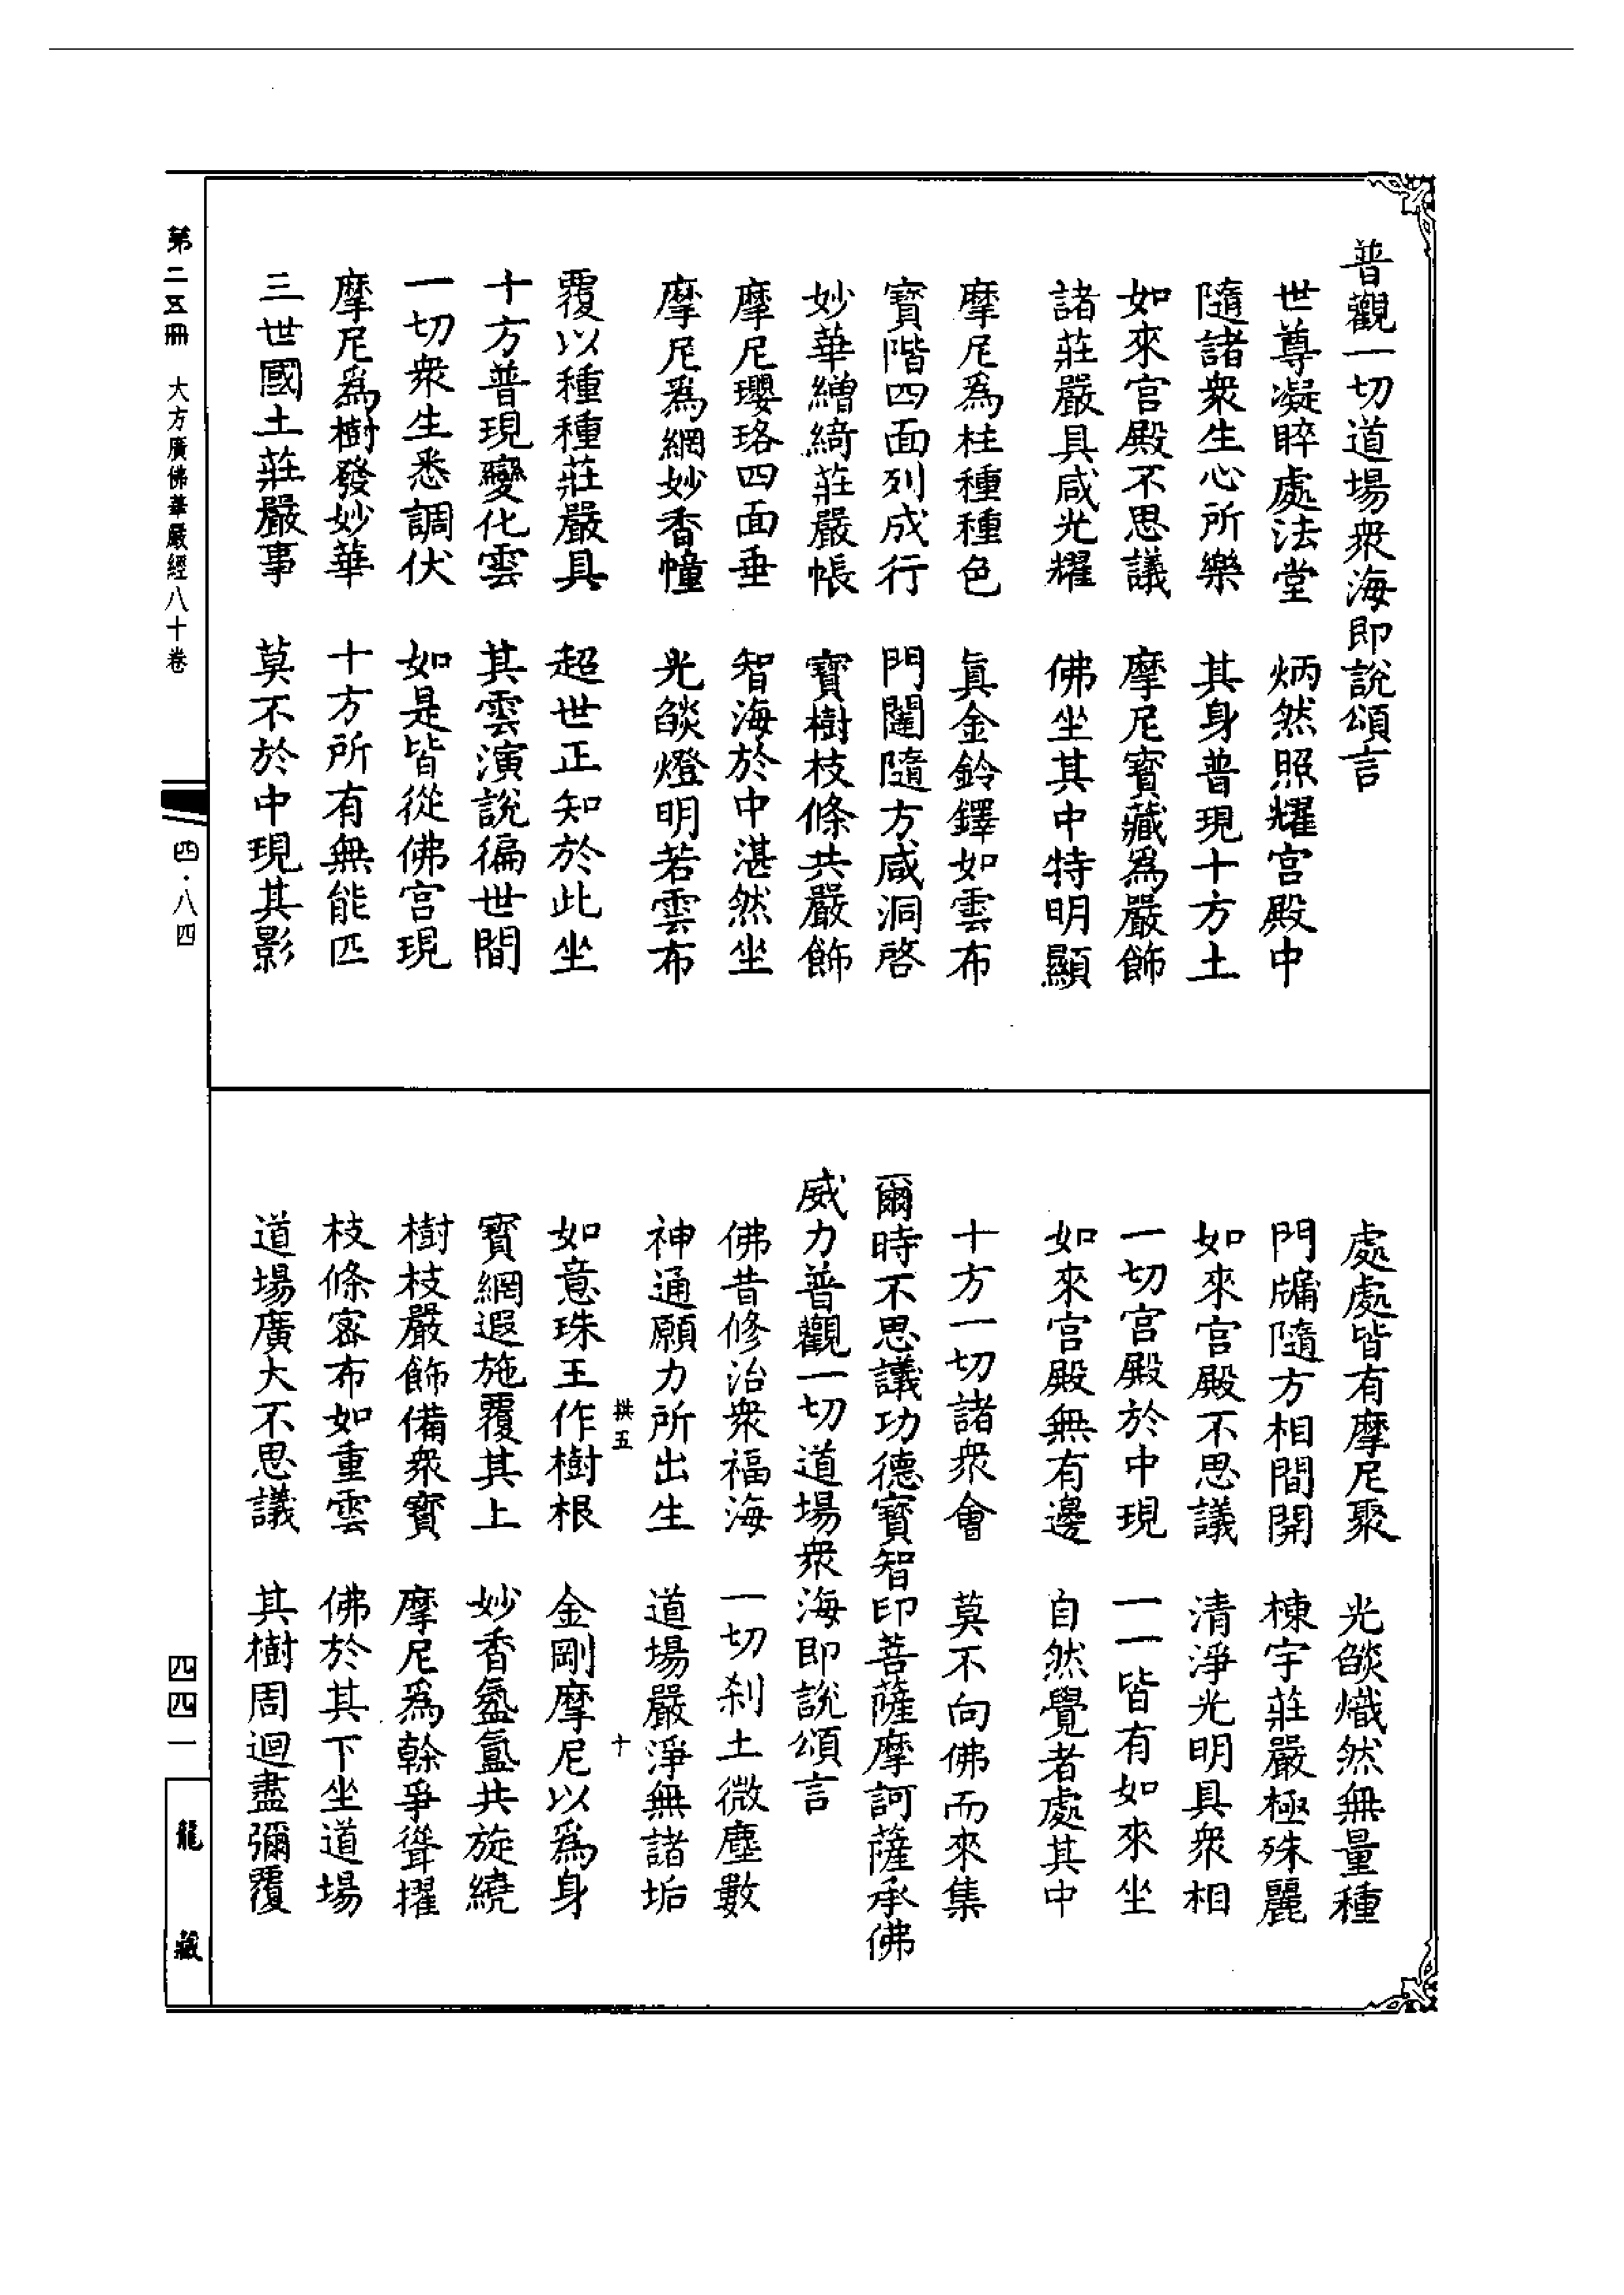 普觀一切道場衆海即說頌言
世尊凝睟處法堂　炳然照耀宮殿中
隨諸衆生心所樂　其身普現十方土
如來宮殿不思議　摩尼寶藏爲嚴飾
諸莊嚴具咸光耀　佛坐其中特明顯
摩尼爲柱種種色　眞金鈴鐸如雲布
寳階四面列成行　門闥隨方咸洞啓
妙華繒綺莊嚴帳　寶樹枝條共嚴飾
摩尼瓔珞四面垂　智海於中湛然坐
摩尼爲網妙香幢　光燄燈明若雲布
覆以種種莊嚴具　超世正知於此坐
十方普現變化雲　其雲演說徧世間
一切衆生悉調伏　如是皆從佛宮現
摩尼爲樹發妙華　十方所有無能匹
三世國土莊嚴事　莫不於中現其影
處處皆有摩尼聚　光燄熾然無量種
門牖隨方相間開　棟宇莊嚴極殊麗
如來宮殿不思議　清淨光明具衆相
一切宮殿於中現　一一皆有如來坐
如來宮殿無有邊　自然覺者處其中
十方一切諸衆會　莫不向佛而來集
爾時不思議功德寶智印菩薩摩訶薩承佛
威力普觀一切道場衆海即說頌言
佛昔修治衆福海　一切刹土微塵數
神通願力所出生　道場嚴淨無諸垢
拱五　十
如意珠王作樹根　金剛摩尼以爲身
寳網遐施覆其上　妙香氳氳共旋繞
樹枝嚴飾備衆寶　摩尼爲榦爭聳擢
枝條密布如重雲　佛於其下坐道場
道場廣大不思議　其樹周迴盡彌覆
第二五冊　大方廣佛華嚴經八十卷
四·八四
四四一
龍藏